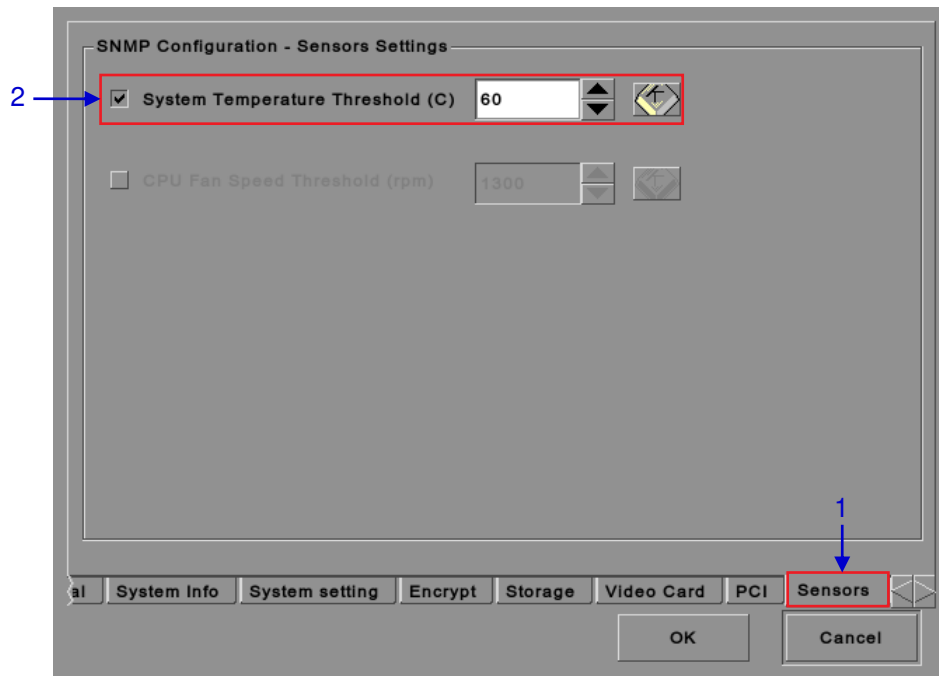 SNMP Configuration - Sensors Settings
2
System Temperature Threshold (C) 60
CPU Fan Speed Threshold (rpm) 1300
1
al System Info System setting Encrypt Storage Video Card PCI Sensors
OK Cancel